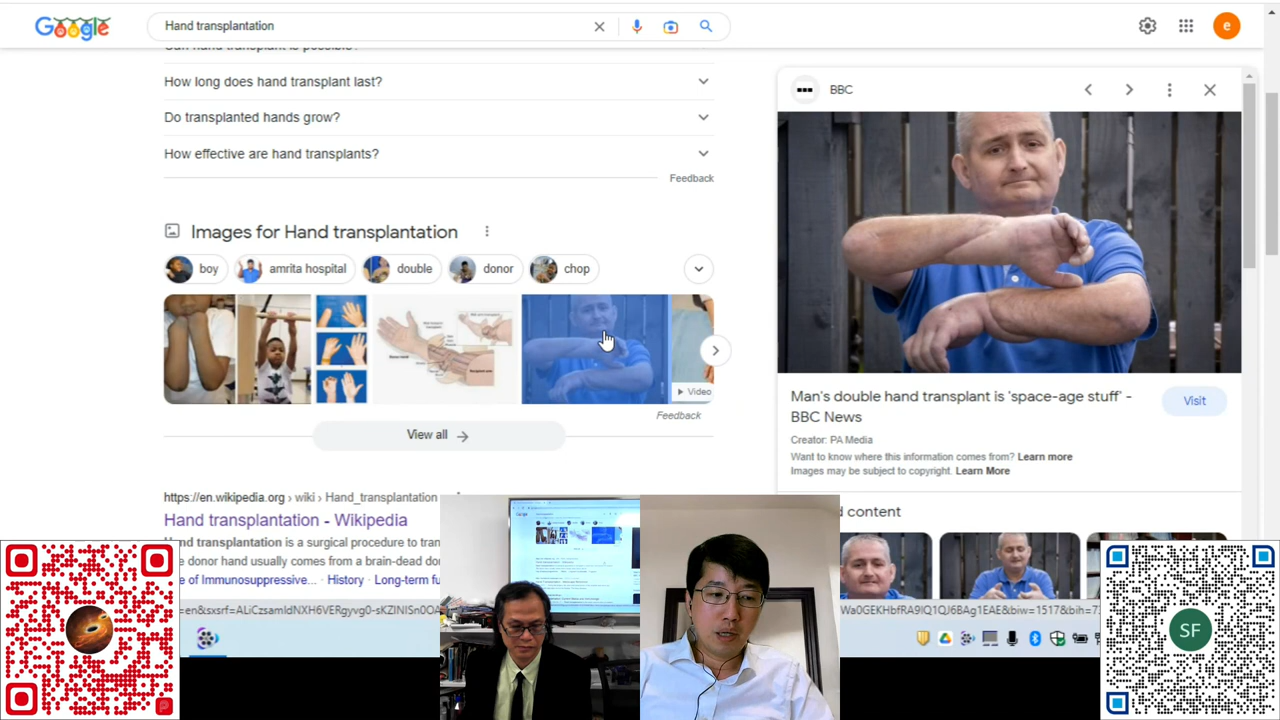 Google
Hand transplantation
e
Can hand transplant is possible?
How long does hand transplant last?
Do transplanted hands grow?
How effective are hand transplants?
Feedback
Images for Hand transplantation
boy
amrita hospital
double
donor
chop
Video
Feedback
View all
https://en.wikipedia.org › wiki › Hand_transplantation
Hand transplantation - Wikipedia
Hand transplantation is a surgical procedure to
e donor hand usually comes from a brain-dead
e of Immunosuppressive... · History · Long-term
BBC
Man's double hand transplant is 'space-age stuff' -
BBC News
Visit
Creator: PA Media
Want to know where this information comes from? Learn more
Images may be subject to copyright. Learn More
content
SF